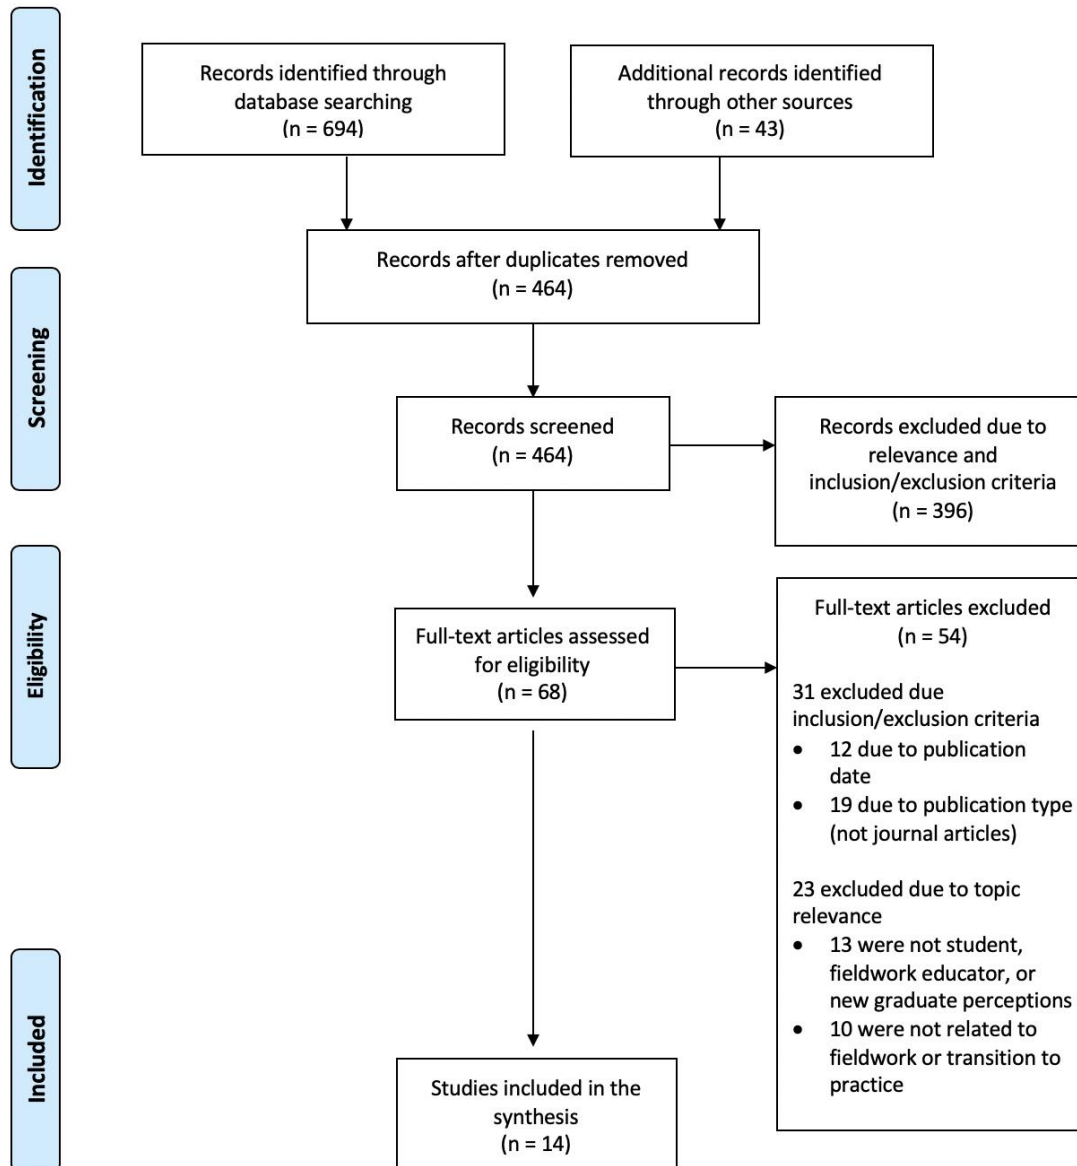 Identification
Records identified through
database searching
(n = 694)
Additional records identified
through other sources
(n = 43)
Records after duplicates removed
(n = 464)
Screening
Records screened
(n = 464)
Records excluded due to
relevance and
inclusion/exclusion criteria
(n = 396)
Eligibility
Full-text articles assessed
for eligibility
(n = 68)
Full-text articles excluded
(n = 54)
31 excluded due
inclusion/exclusion criteria
• 12 due to publication
date
• 19 due to publication type
(not journal articles)
23 excluded due to topic
relevance
• 13 were not student,
fieldwork educator, or
new graduate perceptions
• 10 were not related to
fieldwork or transition to
practice
Included
Studies included in the
synthesis
(n = 14)